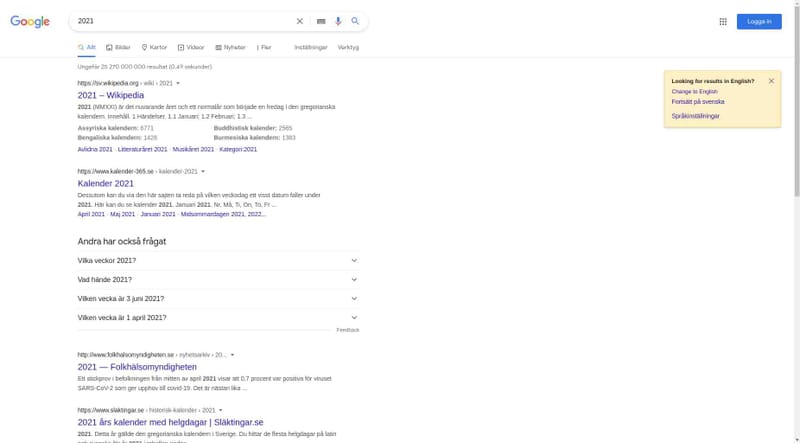 Google
2021
Logga in
Allt Bilder Kartor Videor Nyheter Fler Inställningar Verktyg
Ungefär 25 270 000 000 resultat (0,49 sekunder)
https://sv.wikipedia.org › wiki › 2021
2021 – Wikipedia
2021 (MMXXI) är det nuvarande året och ett normalår som började en fredag i den gregorianska
kalendern. Innehåll. 1 Händelser. 1.1 Januari; 1.2 Februari; 1.3 ...
Assyriska kalendern: 6771 Buddhistisk kalender: 2565
Bengaliska kalendern: 1428 Burmesiska kalendern: 1383
Avlidna 2021 · Litteraturåret 2021 · Musikåret 2021 · Kategori:2021
https://www.kalender-365.se › kalender-2021
Kalender 2021
Dessutom kan du via den här sajten ta reda på vilken veckodag ett visst datum faller under
2021. Här kan du se kalender 2021. Januari 2021. Nr, Må, Ti, On, To, Fr ...
April 2021 · Maj 2021 · Januari 2021 · Midsommardagen 2021, 2022...
Andra har också frågat
Vilka veckor 2021?
Vad hände 2021?
Vilken vecka är 3 juni 2021?
Vilken vecka är 1 april 2021?
Feedback
http://www.folkhalsomyndigheten.se › nyhetsarkiv › 20...
2021 — Folkhälsomyndigheten
Ett stickprov i befolkningen från mitten av april 2021 visar att 0,7 procent var positiva för viruset
SARS-CoV-2 som ger upphov till covid-19. Det är nästan lika ...
https://www.slaktingar.se › historisk-kalender › 2021
2021 års kalender med helgdagar | Släktingar.se
2021. Detta år gällde den gregorianska kalendern i Sverige. Du hittar de flesta helgdagar på latin
Looking for results in English?
Change to English
Fortsätt på svenska
Språkinställningar